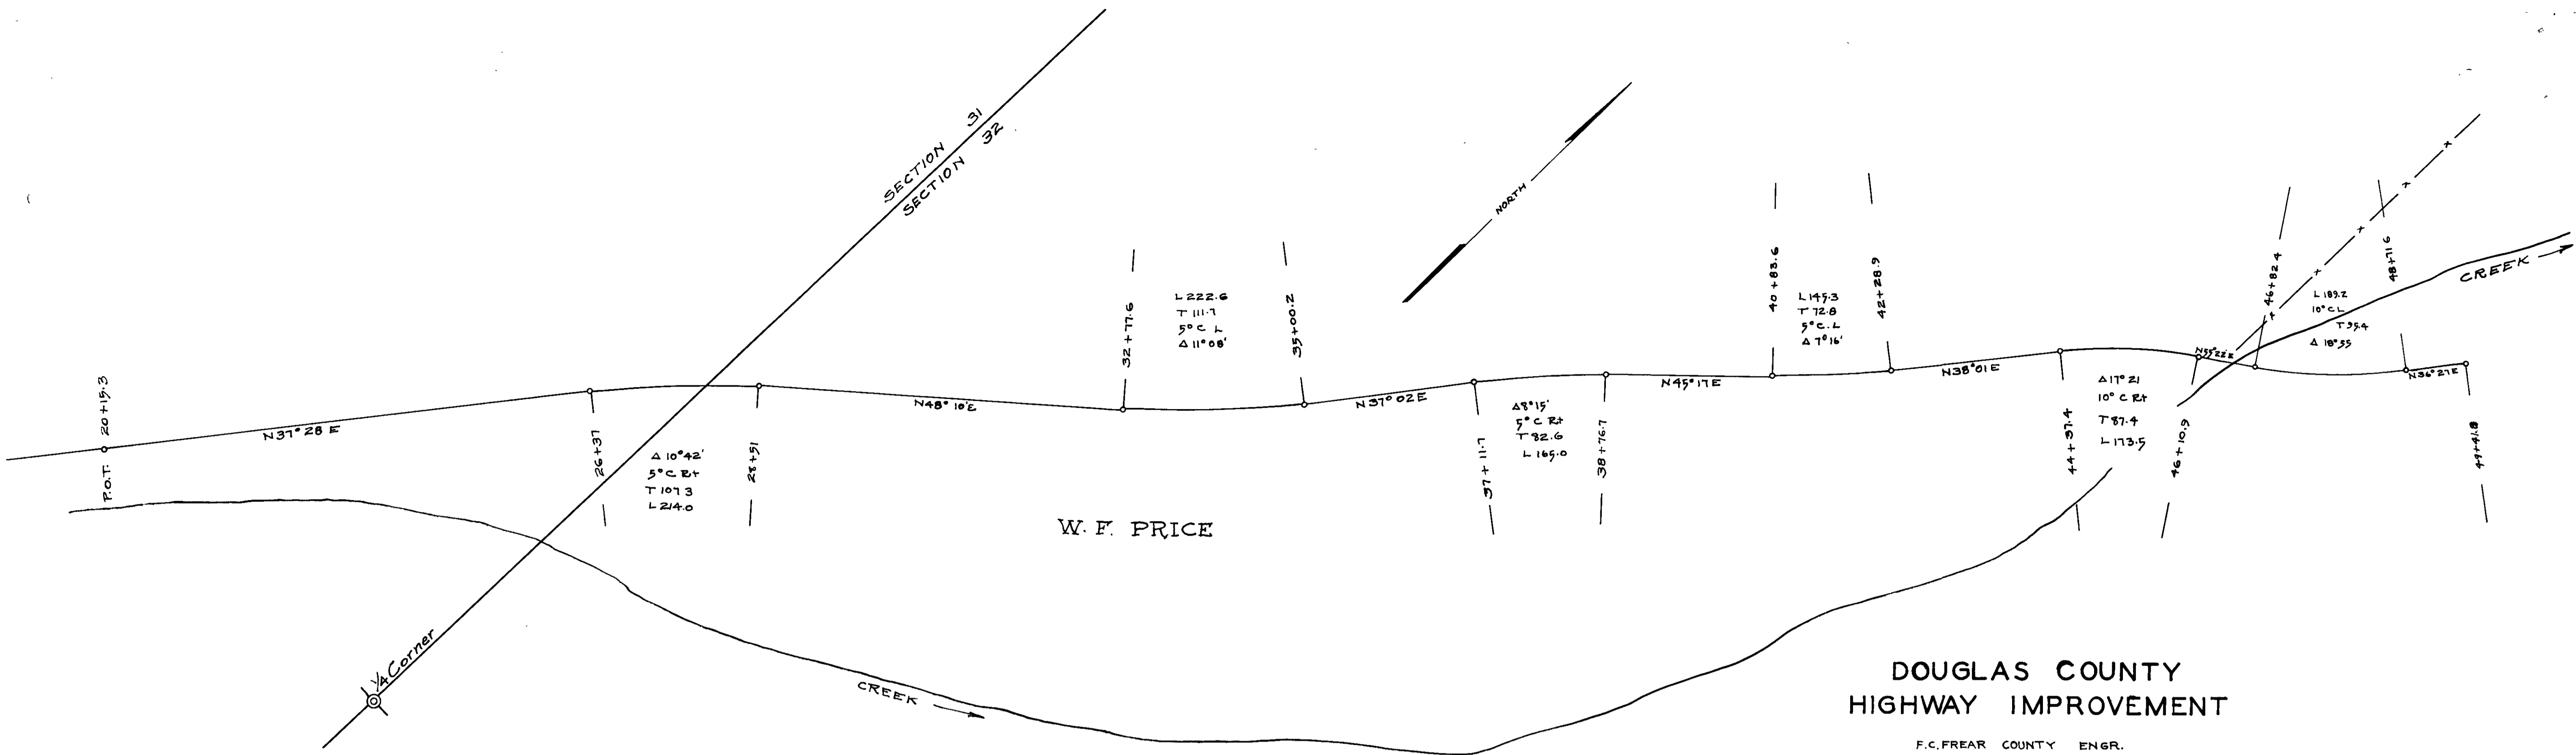 SECTION 31
SECTION 32
NORTH
P.O.T. 20+15.3
N37°28'E
26+37
Δ 10°42'
5°C Rt
T 107.3
L 214.0
28+51
N48°10'E
32+77.6
L 222.6
T 111.7
5°C L
Δ 11°08'
35+00.2
N37°02E
37+11.7
Δ8°15'
5°C Rt
T 82.6
L 165.0
38+76.7
N45°17E
40+83.6
L 145.3
T 72.8
5°C.L
Δ 7°16'
42+28.9
N38°01E
44+37.4
Δ17°21
10°C Rt
T 87.4
L 173.5
46+10.9
N55°22'E
46+82.4
L 189.2
10°CL
T 95.4
Δ 18°55
48+71.6
N36°27E
49+41.8
CREEK
W. F. PRICE
1/4 Corner
CREEK
DOUGLAS COUNTY
HIGHWAY IMPROVEMENT
F.C. FREAR COUNTY ENGR.